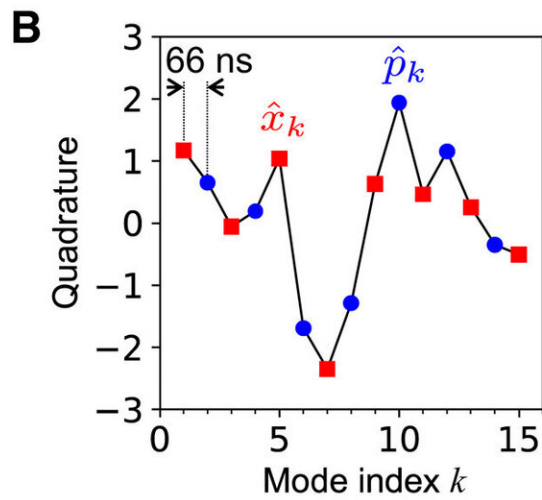 B
66 ns
x̂ₖ
p̂ₖ
Quadrature
3
2
1
0
−1
−2
−3
0
5
10
15
Mode index k